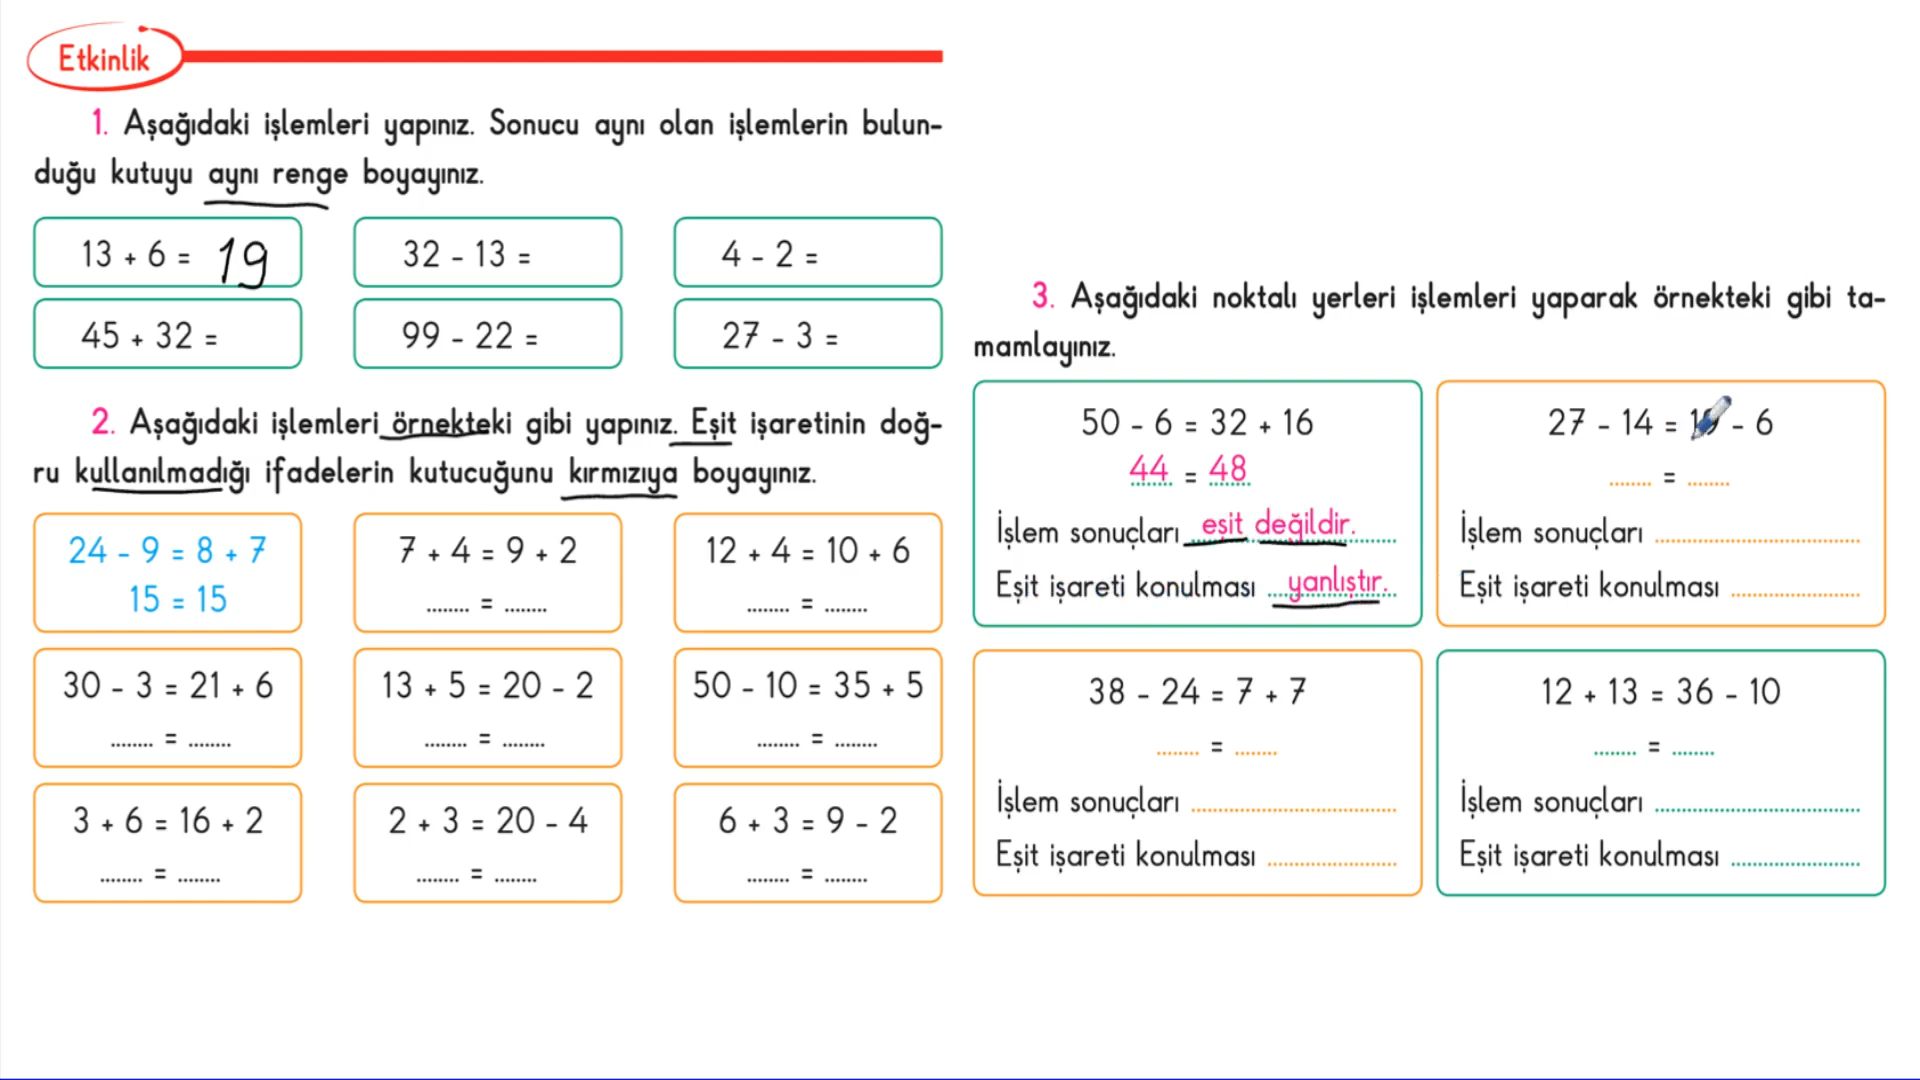 Etkinlik
1. Aşağıdaki işlemleri yapınız. Sonucu aynı olan işlemlerin bulun-
duğu kutuyu aynı renge boyayınız.
13 + 6 = 19
32 - 13 =
4 - 2 =
45 + 32 =
99 - 22 =
27 - 3 =
2. Aşağıdaki işlemleri örnekteki gibi yapınız. Eşit işaretinin doğ-
ru kullanılmadığı ifadelerin kutucuğunu kırmızıya boyayınız.
24 - 9 = 8 + 7
15 = 15
7 + 4 = 9 + 2
........ = ........
12 + 4 = 10 + 6
........ = ........
30 - 3 = 21 + 6
........ = ........
13 + 5 = 20 - 2
........ = ........
50 - 10 = 35 + 5
........ = ........
3 + 6 = 16 + 2
........ = ........
2 + 3 = 20 - 4
........ = ........
6 + 3 = 9 - 2
........ = ........
3. Aşağıdaki noktalı yerleri işlemleri yaparak örnekteki gibi ta-
mamlayınız.
50 - 6 = 32 + 16
44 = 48
İşlem sonuçları eşit değildir.
Eşit işareti konulması yanlıştır.
27 - 14 = - 6
........ = ........
İşlem sonuçları ........
Eşit işareti konulması ........
38 - 24 = 7 + 7
........ = ........
İşlem sonuçları ........
Eşit işareti konulması ........
12 + 13 = 36 - 10
........ = ........
İşlem sonuçları ........
Eşit işareti konulması ........